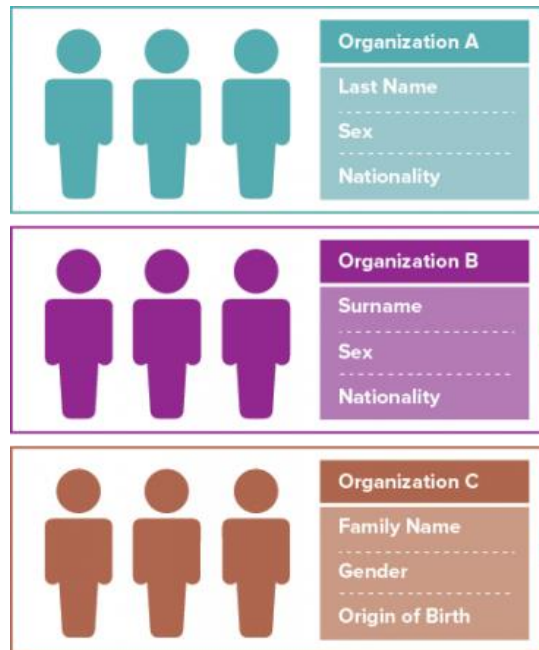 Organization A
Last Name
Sex
Nationality
Organization B
Surname
Sex
Nationality
Organization C
Family Name
Gender
Origin of Birth